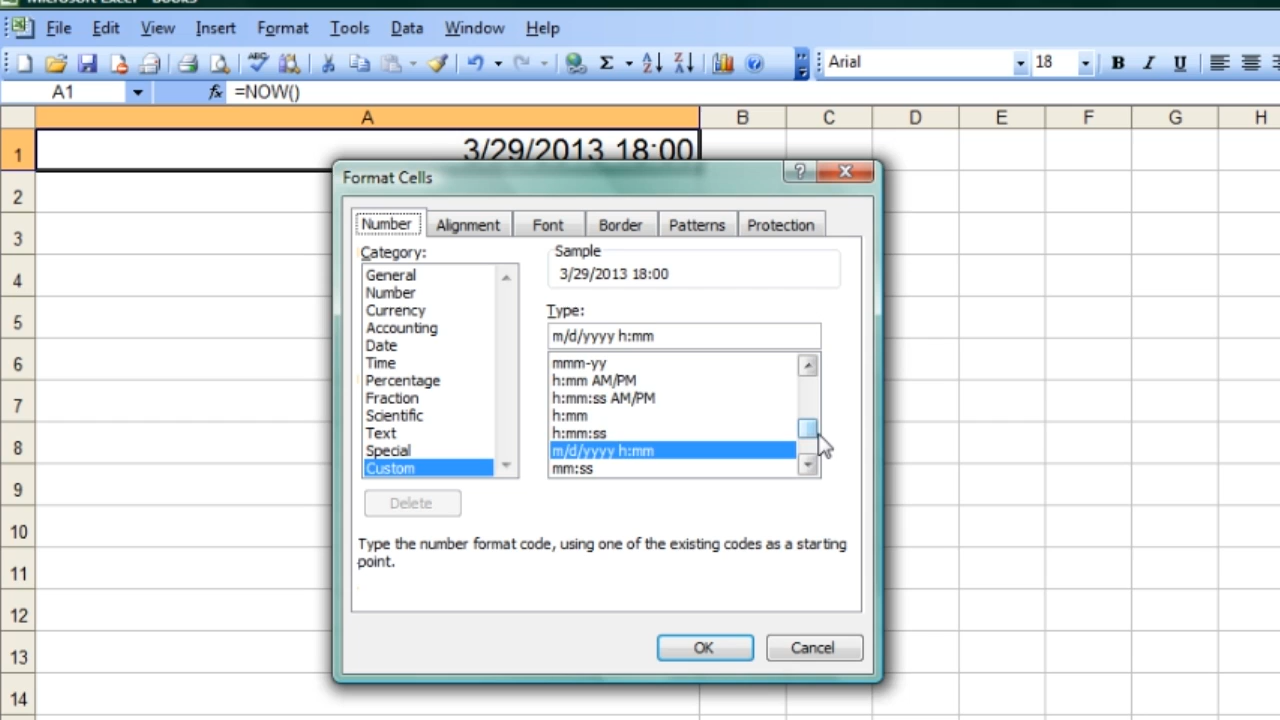 Microsoft Excel - Book3
File Edit View Insert Format Tools Data Window Help
ABC Σ A Z Z A Arial 18 B I U
A1 fx =NOW()
A B C D E F G H
1 3/29/2013 18:00
2
3
4
5
6
7
8
9
10
11
12
13
14
Format Cells ?
Number Alignment Font Border Patterns Protection
Category:
General
Number
Currency
Accounting
Date
Time
Percentage
Fraction
Scientific
Text
Special
Custom
Delete
Sample
3/29/2013 18:00
Type:
m/d/yyyy h:mm
mmm-yy
h:mm AM/PM
h:mm:ss AM/PM
h:mm
h:mm:ss
m/d/yyyy h:mm
mm:ss
Type the number format code, using one of the existing codes as a starting
point.
OK Cancel